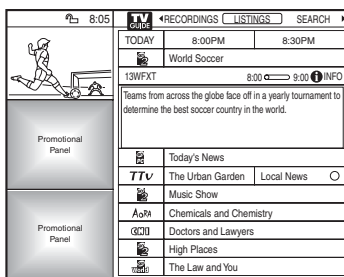 8:05
TV GUIDE RECORDINGS LISTINGS SEARCH
TODAY 8:00PM 8:30PM
World Soccer
13WFXT 8:00 9:00 INFO
Teams from across the globe face off in a yearly tournament to
determine the best soccer country in the world.
Promotional
Panel
Today's News
TTV The Urban Garden Local News
Music Show
Chemicals and Chemistry
Promotional
Panel
Doctors and Lawyers
High Places
The Law and You